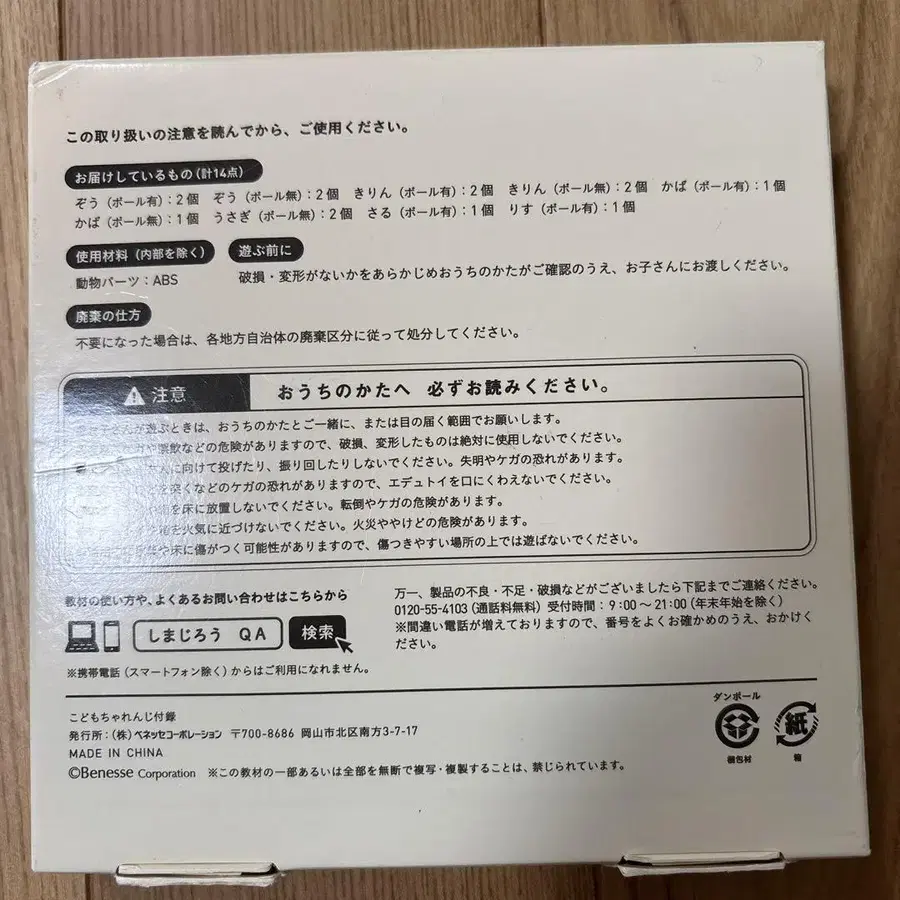 この取り扱いの注意を読んでから、ご使用ください。
お届けしているもの(計14点)
ぞう(ポール有):2個 ぞう(ポール無):2個 きりん(ポール有):2個 きりん(ポール無):2個 かば(ポール有):1個
かば(ポール無):1個 うさぎ(ポール無):2個 さる(ポール有):1個 りす(ポール有):1個
使用材料(内部を除く)
動物パーツ:ABS
遊ぶ前に
破損・変形がないかをあらかじめおうちのかたがご確認のうえ、お子さんにお渡しください。
廃棄の仕方
不要になった場合は、各地方自治体の廃棄区分に従って処分してください。
注意 おうちのかたへ 必ずお読みください。
が遊ぶときは、おうちのかたとご一緒に、または目の届く範囲でお願いします。
などの危険がありますので、破損、変形したものは絶対に使用しないでください。
に向けて投げたり、振り回したりしないでください。失明やケガの恐れがあります。
を突くなどのケガの恐れがありますので、エデュトイを口にくわえないでください。
を床に放置しないでください。転倒やケガの危険があります。
を火気に近づけないでください。火災ややけどの危険があります。
や床に傷がつく可能性がありますので、傷つきやすい場所の上では遊ばないでください。
教材の使い方や、よくあるお問い合わせはこちらから
しまじろう QA 検索
※携帯電話(スマートフォン除く)からはご利用になれません。
万一、製品の不良・不足・破損などがございましたら下記までご連絡ください。
0120-55-4103(通話料無料)受付時間:9:00〜21:00(年末年始を除く)
※間違い電話が増えておりますので、番号をよくお確かめのうえ、おかけく
ださい。
こどもちゃれんじ付録
発行所:(株)ベネッセコーポレーション 〒700-8686 岡山市北区南方3-7-17
MADE IN CHINA
©Benesse Corporation ※この教材の一部あるいは全部を無断で複写・複製することは、禁じられています。
ダンボール
梱包材
紙
箱